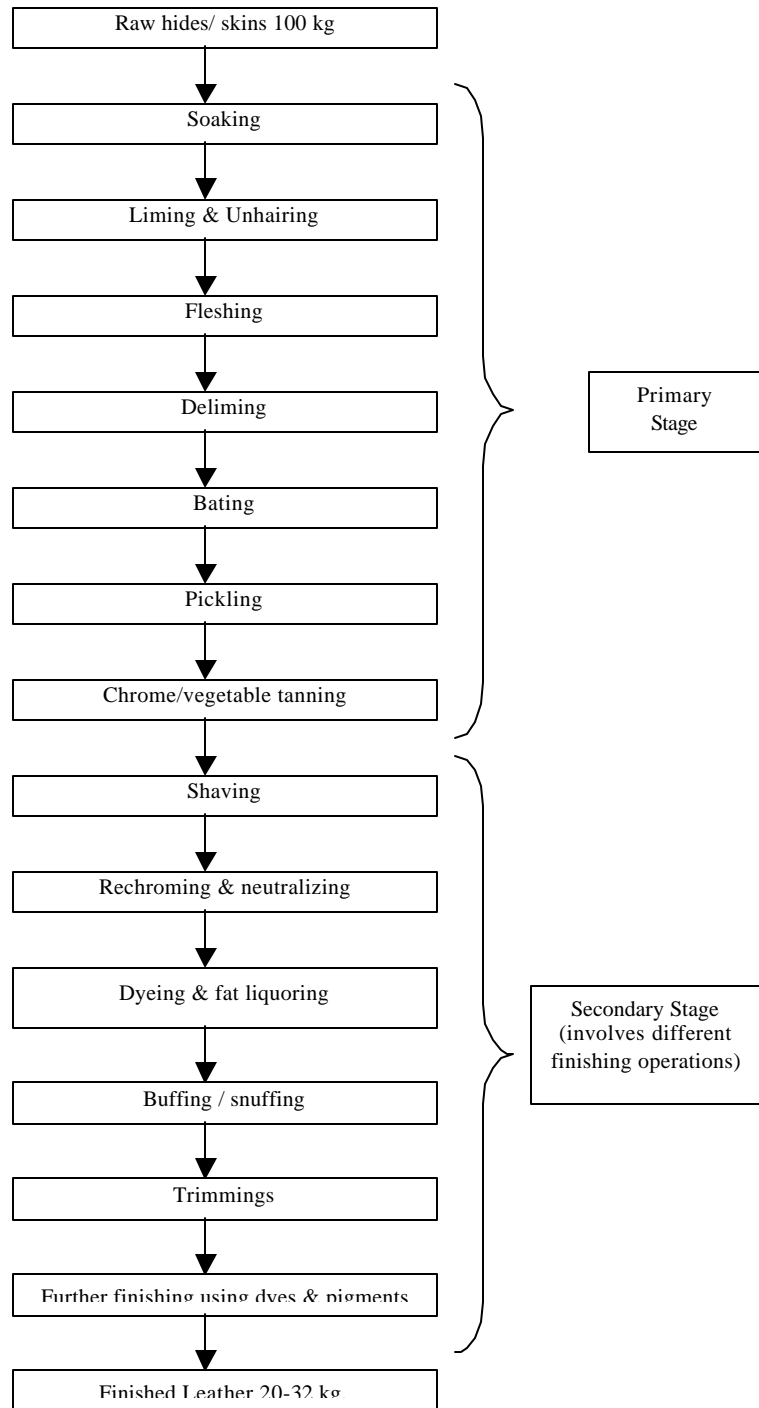 Raw hides/ skins 100 kg
Soaking
Liming & Unhairing
Fleshing
Deliming
Bating
Pickling
Chrome/vegetable tanning
Primary
Stage
Shaving
Rechroming & neutralizing
Dyeing & fat liquoring
Buffing / snuffing
Trimmings
Further finishing using dyes & pigments
Secondary Stage
(involves different
finishing operations)
Finished Leather 20-32 kg